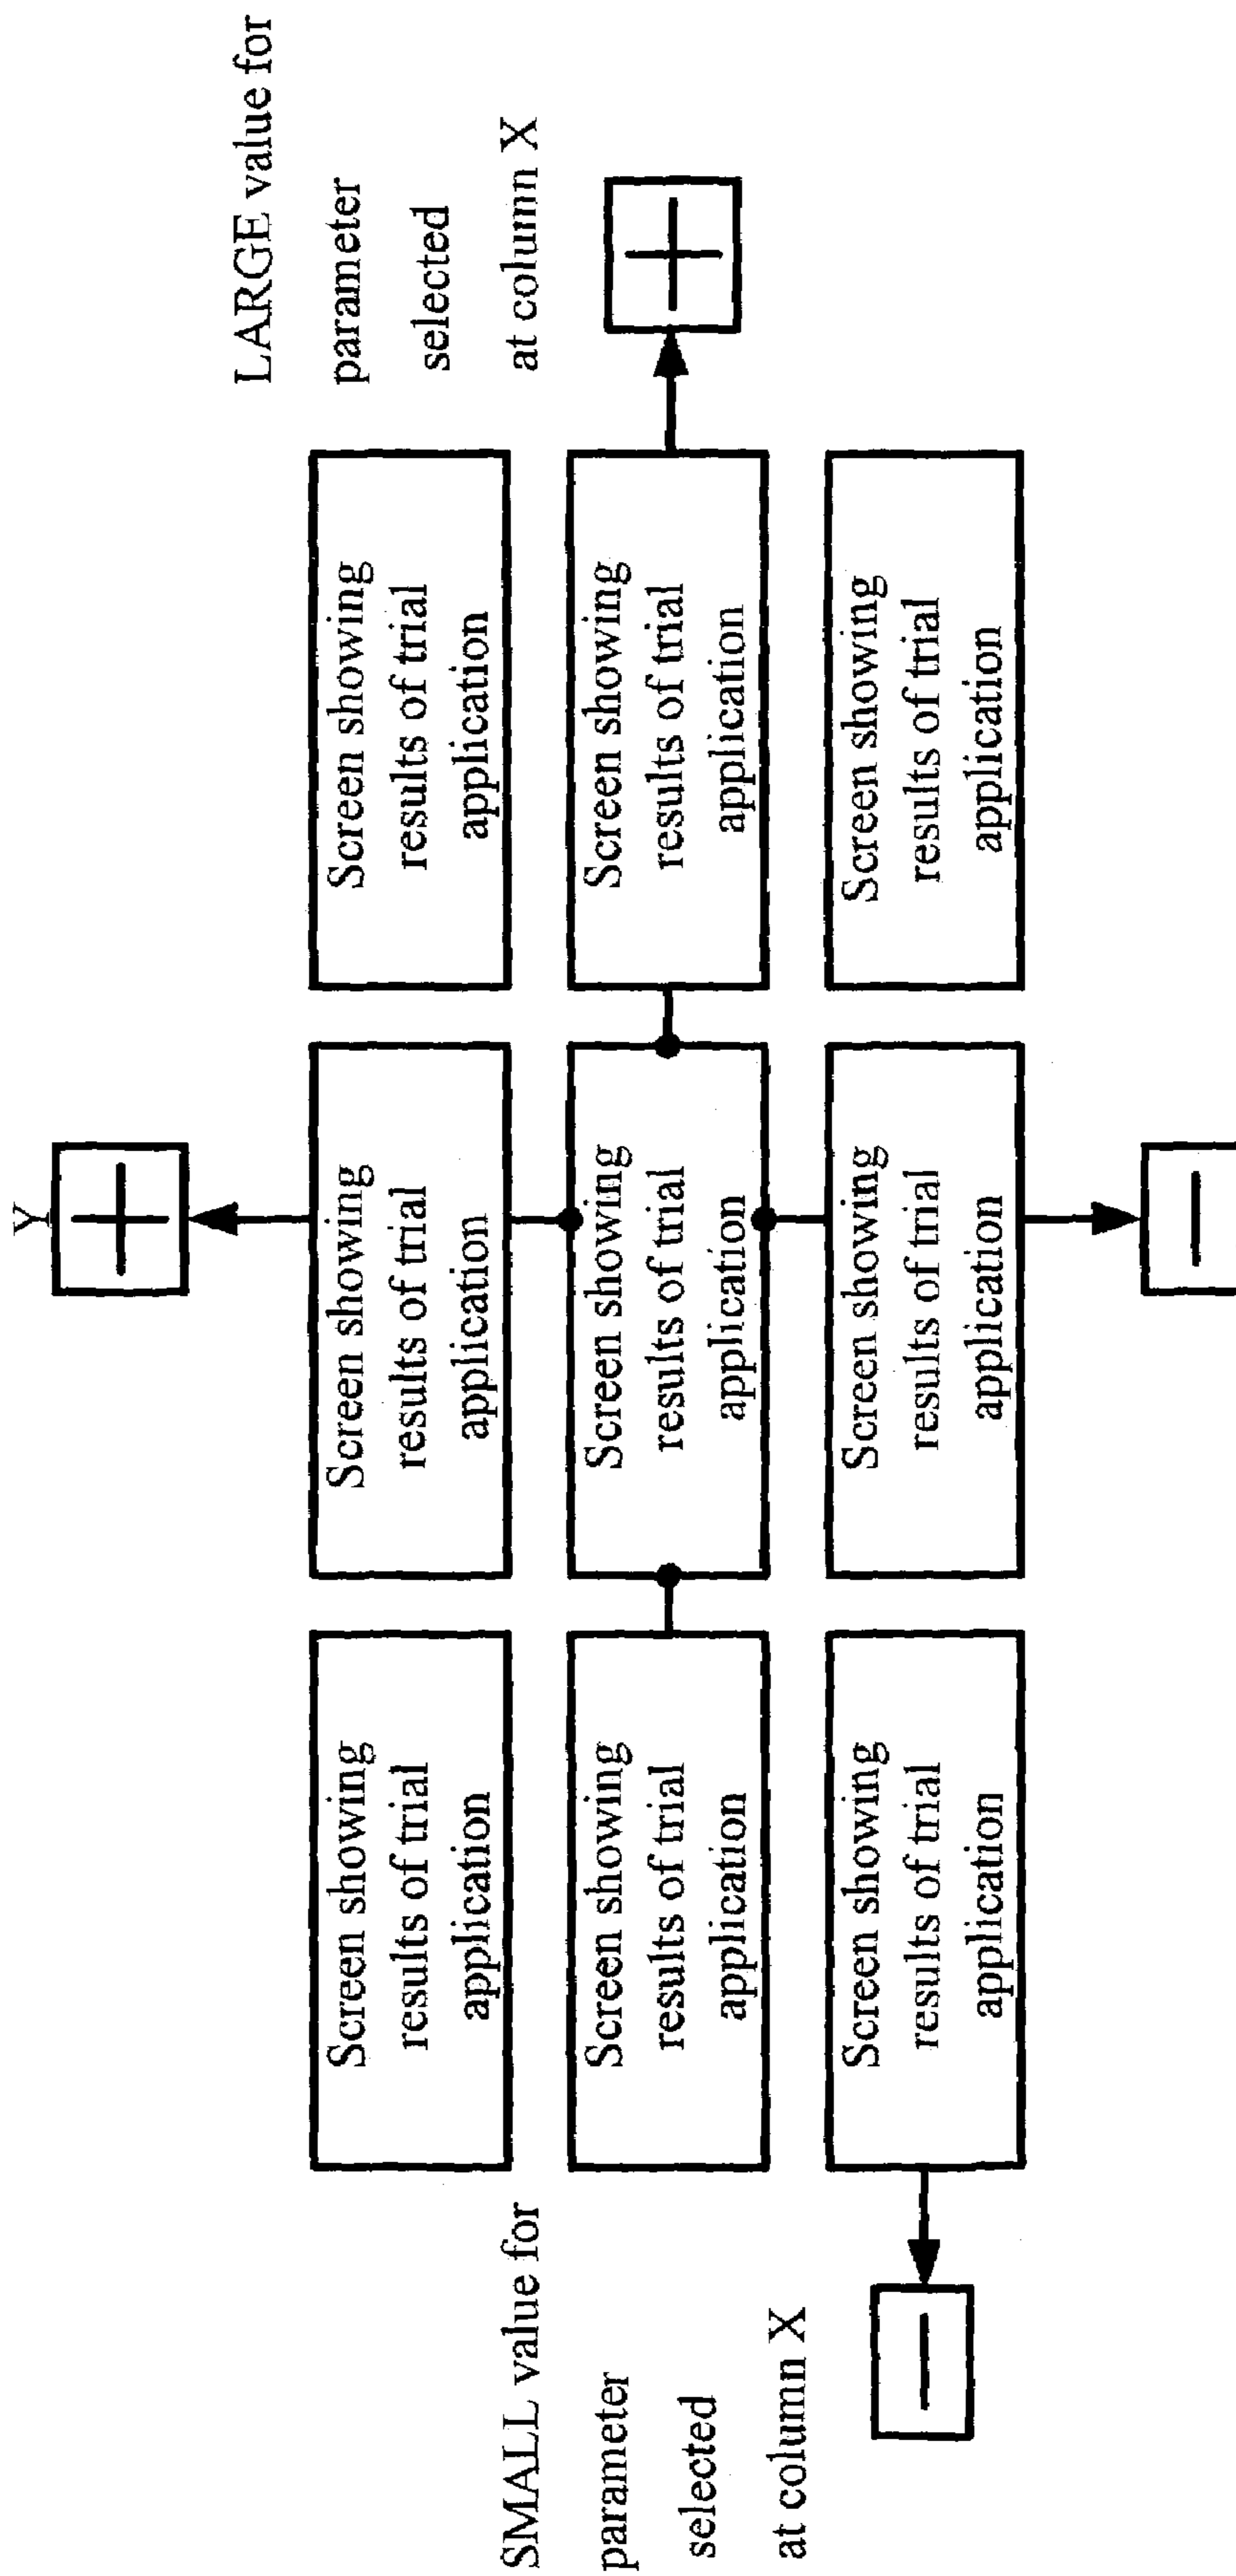 Y
+
LARGE value for
parameter
selected
at column X
+
SMALL value for
parameter
selected
at column X
−
Screen showing
results of trial
application
Screen showing
results of trial
application
Screen showing
results of trial
application
Screen showing
results of trial
application
Screen showing
results of trial
application
Screen showing
results of trial
application
Screen showing
results of trial
application
Screen showing
results of trial
application
Screen showing
results of trial
application
−